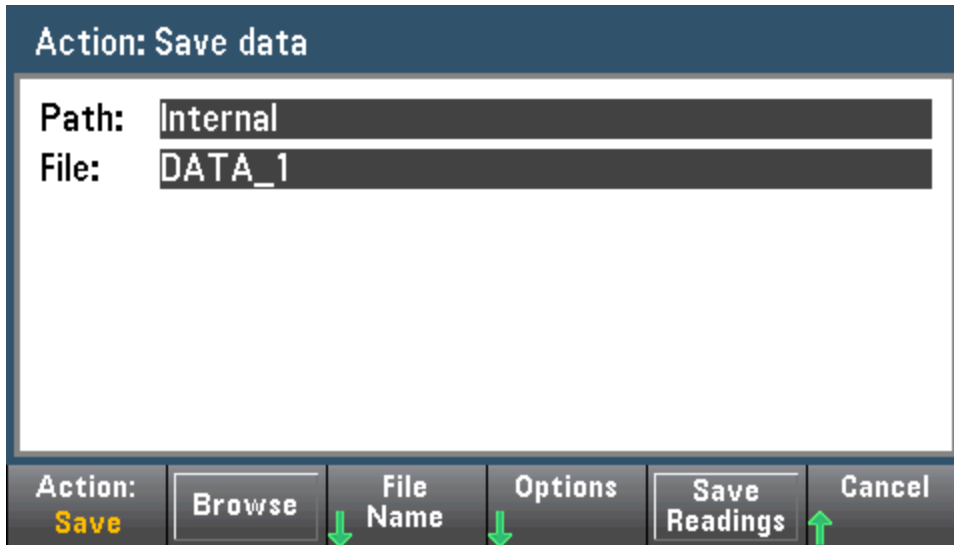 Action: Save data
Path: Internal
File: DATA_1
Action:
Save
Browse
File
Name
Options
Save
Readings
Cancel